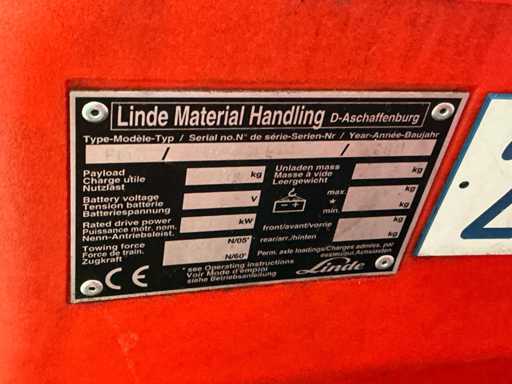 Linde Material Handling D-Aschaffenburg
Type-Modèle-Typ / Serial no.N° de série-Serien-Nr / Year-Année-Baujahr
/ /
Payload
Charge útile kg
Nutzlast
Battery voltage
Tension batterie V
Batteriespannung
Rated drive power
Puissance motr. nom. kW
Nenn-Antriebsleist.
Towing force N/05'
Force de train.
Zugkraft N/60'
Unladen mass
Masse à vide kg
Leergewicht
max. kg
*
min. kg
front/avant/vorne kg
rear/arr./hinten kg
Perm. axle loadings/Charges admiss. par
* see Operating instructions
Voir Mode d'emploi
siehe Betriebsanleitung
CE
Linde
2